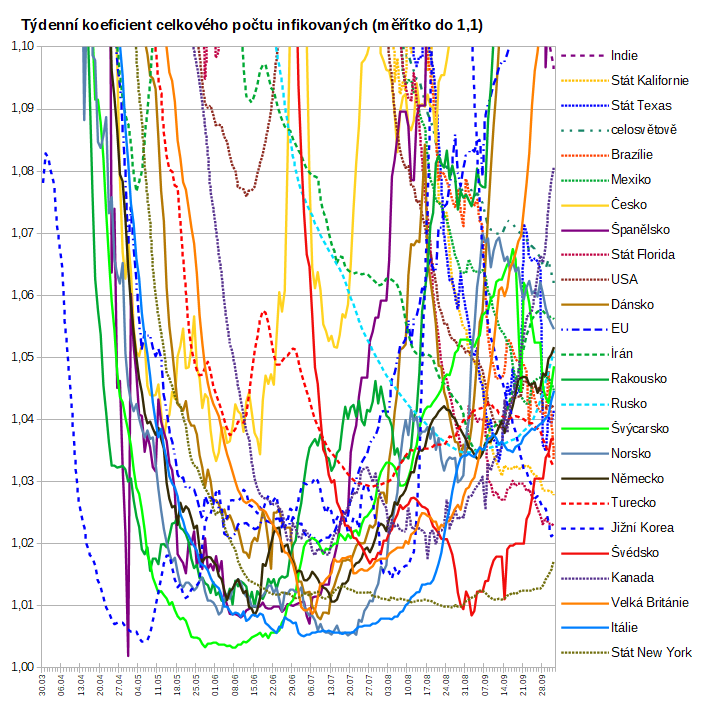 Týdenní koeficient celkového počtu infikovaných (měřítko do 1,1)
1,10
1,09
1,08
1,07
1,06
1,05
1,04
1,03
1,02
1,01
1,00
30.03
06.04
13.04
20.04
27.04
04.05
11.05
18.05
25.05
01.06
08.06
15.06
22.06
29.06
06.07
13.07
20.07
27.07
03.08
10.08
17.08
24.08
31.08
07.09
14.09
21.09
28.09
Indie
Stát Kalifornie
Stát Texas
celosvětově
Brazílie
Mexiko
Česko
Španělsko
Stát Florida
USA
Dánsko
EU
Írán
Rakousko
Rusko
Švýcarsko
Norsko
Německo
Turecko
Jižní Korea
Švédsko
Kanada
Velká Británie
Itálie
Stát New York